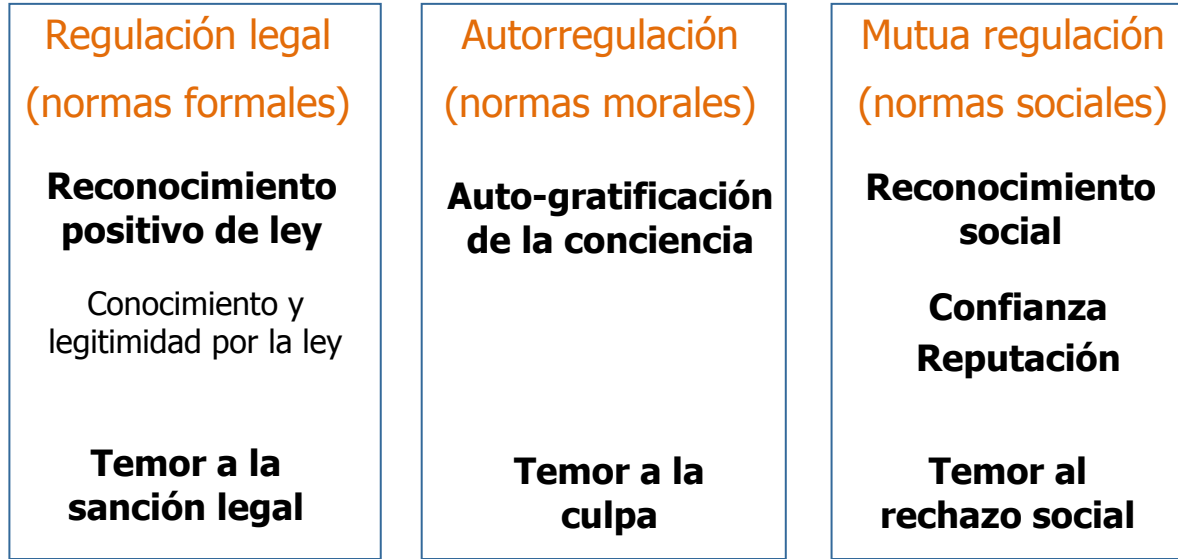 Regulación legal
(normas formales)
Reconocimiento
positivo de ley
Conocimiento y
legitimidad por la ley
Temor a la
sanción legal
Autorregulación
(normas morales)
Auto-gratificación
de la conciencia
Temor a la
culpa
Mutua regulación
(normas sociales)
Reconocimiento
social
Confianza
Reputación
Temor al
rechazo social